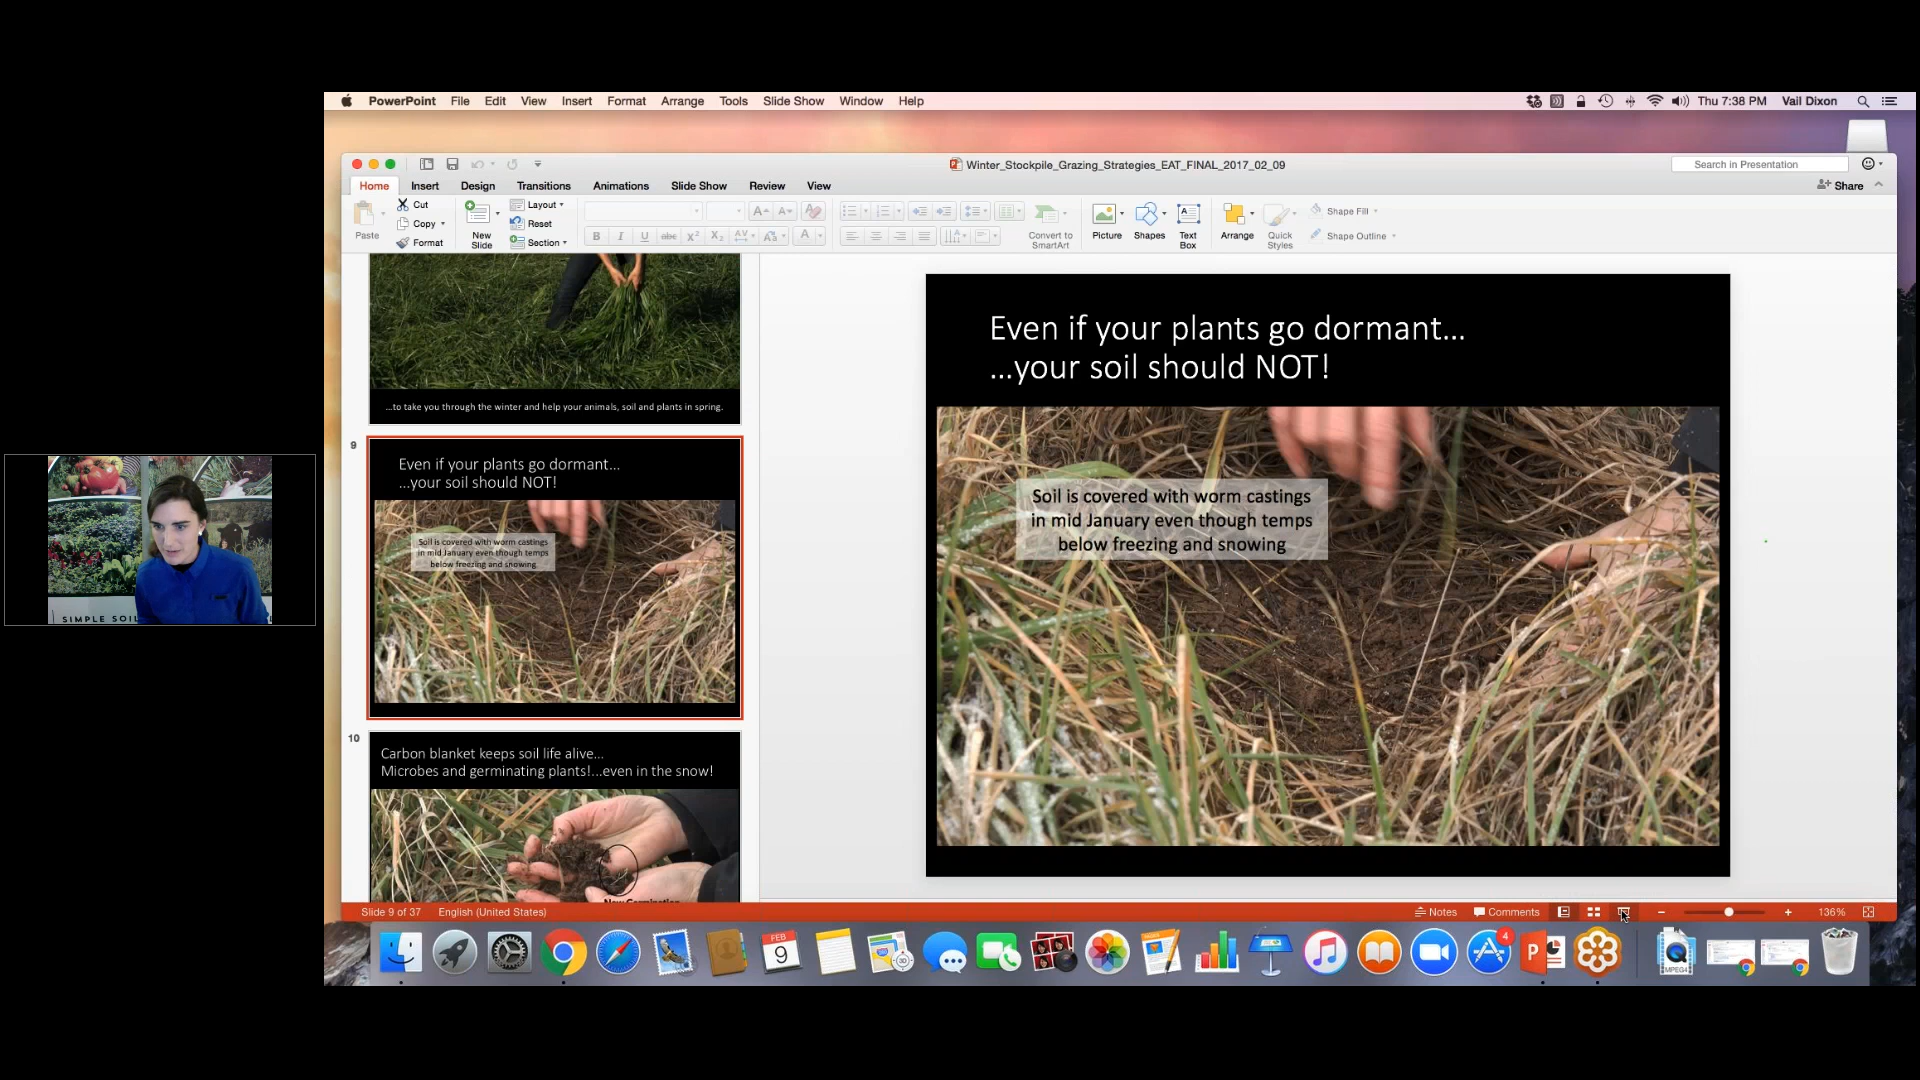 PowerPoint File Edit View Insert Format Arrange Tools Slide Show Window Help Thu 7:38 PM Vail Dixon
Winter_Stockpile_Grazing_Strategies_EAT_FINAL_2017_02_09
Search in Presentation
Home Insert Design Transitions Animations Slide Show Review View Share
Paste
Cut
Copy
Format
New
Slide
Layout
Reset
Section
Convert to
SmartArt
Picture
Shapes
Text
Box
Arrange
Quick
Styles
Shape Fill
Shape Outline
...to take you through the winter and help your animals, soil and plants in spring.
9
Even if your plants go dormant...
...your soil should NOT!
Soil is covered with worm castings
in mid January even though temps
below freezing and snowing
10
Carbon blanket keeps soil life alive...
Microbes and germinating plants!...even in the snow!
Even if your plants go dormant...
...your soil should NOT!
Soil is covered with worm castings
in mid January even though temps
below freezing and snowing
SIMPLE SOIL
Slide 9 of 37 English (United States) Notes Comments 136%
FEB
9
4
MPEG4